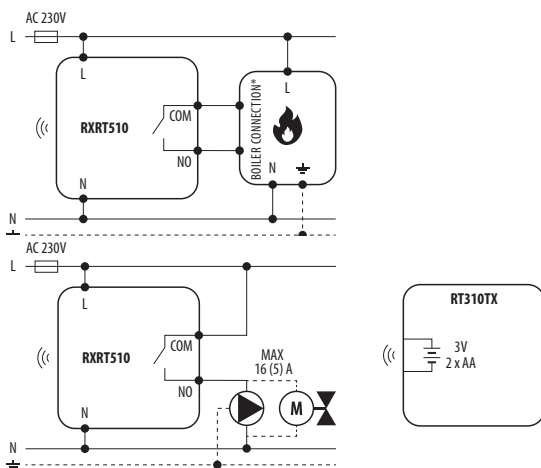 AC 230V
L
L
RXRT510
COM
NO
N
BOILER CONNECTION*
L
N
N
AC 230V
L
L
RXRT510
COM
NO
N
MAX
16 (5) A
M
N
RT310TX
3V
2 x AA